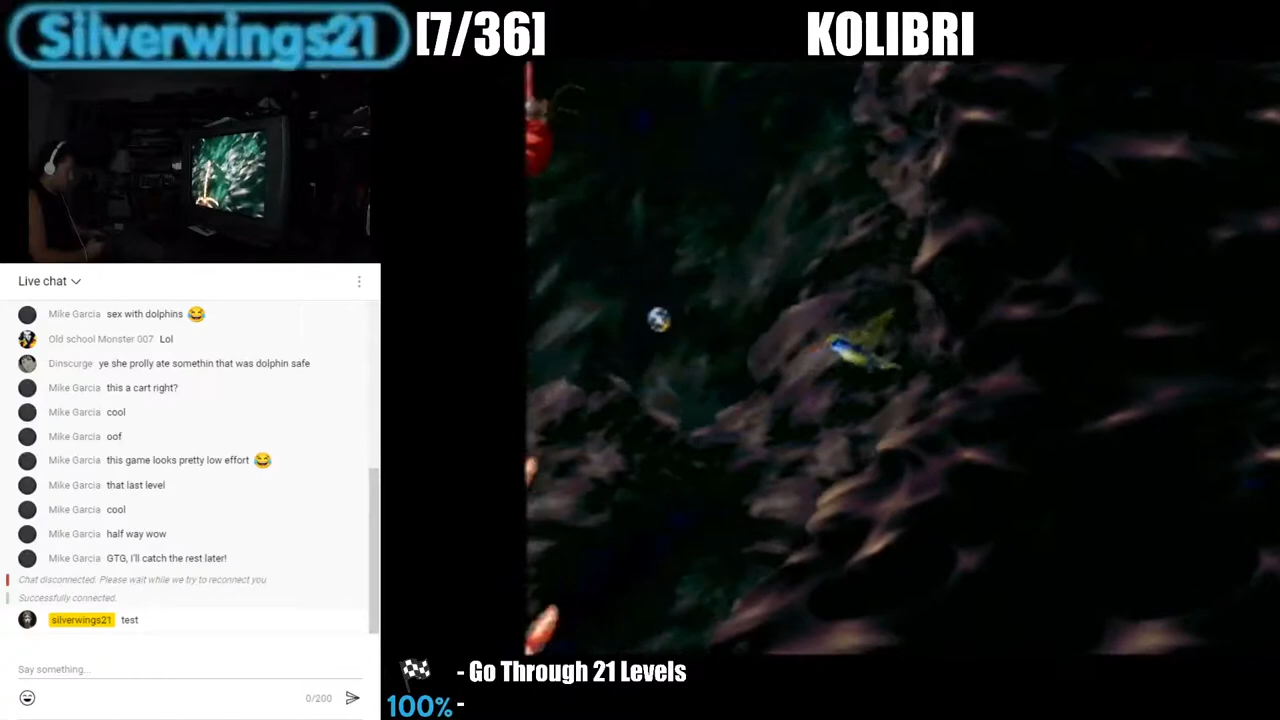 Silverwings21
[7/36]
KOLIBRI
Live chat
Mike Garcia sex with dolphins 😂
Old school Monster 007 Lol
Dinscurge ye she prolly ate somethin that was dolphin safe
Mike Garcia this a cart right?
Mike Garcia cool
Mike Garcia oof
Mike Garcia this game looks pretty low effort 😂
Mike Garcia that last level
Mike Garcia cool
Mike Garcia half way wow
Mike Garcia GTG, I'll catch the rest later!
Chat disconnected. Please wait while we try to reconnect you
Successfully connected.
silverwings21 test
Say something...
0/200
- Go Through 21 Levels
100% -